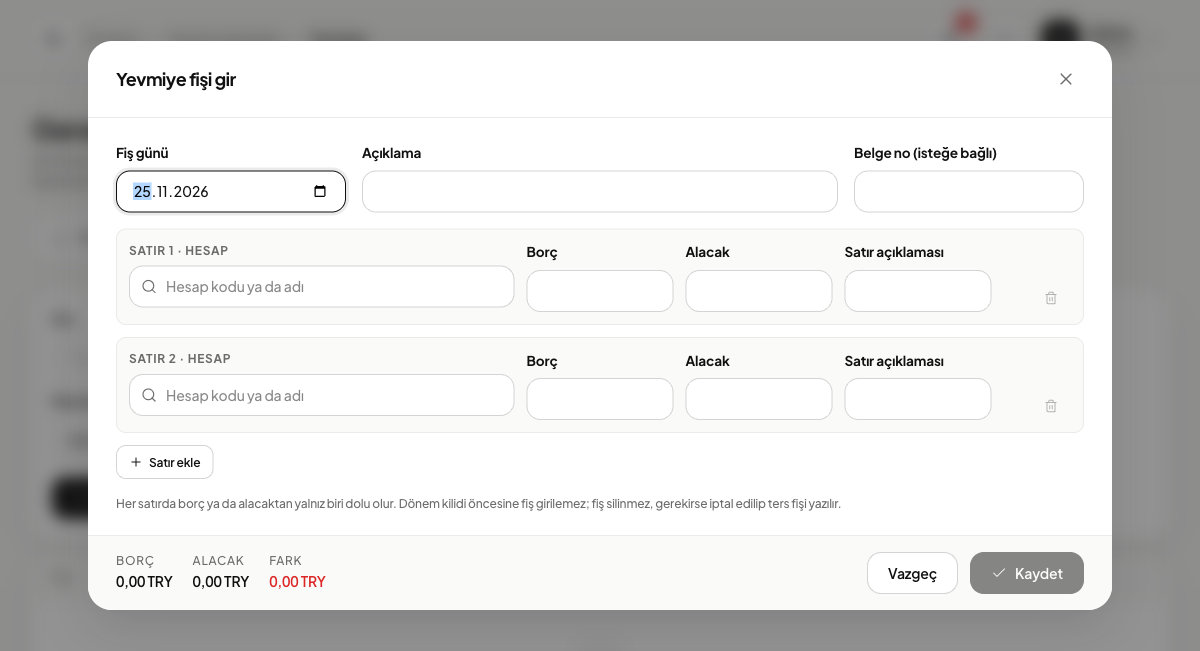 Yevmiye fişi gir
Fiş günü
Açıklama
Belge no (isteğe bağlı)
25.11.2026
SATIR 1 · HESAP
Borç
Alacak
Satır açıklaması
Hesap kodu ya da adı
SATIR 2 · HESAP
Borç
Alacak
Satır açıklaması
Hesap kodu ya da adı
Satır ekle
Her satırda borç ya da alacaktan yalnız biri dolu olur. Dönem kilidi öncesine fiş girilemez; fiş silinmez, gerekirse iptal edilip ters fişi yazılır.
BORÇ
ALACAK
FARK
0,00 TRY
0,00 TRY
0,00 TRY
Vazgeç
Kaydet